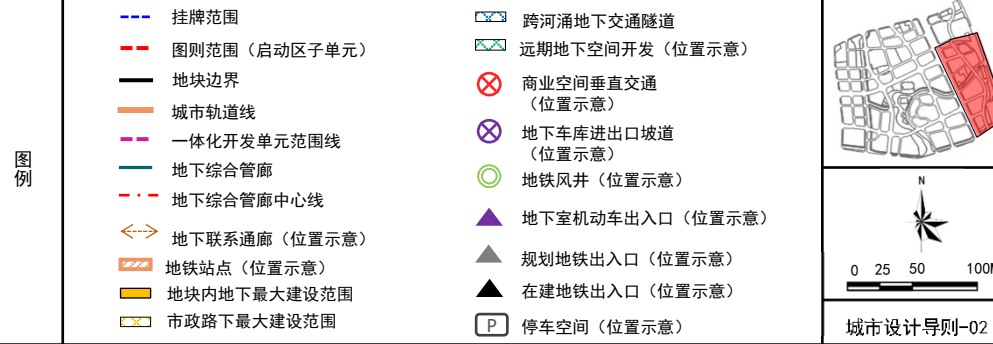 图例
挂牌范围
图则范围（启动区子单元）
地块边界
城市轨道线
一体化开发单元范围线
地下综合管廊
地下综合管廊中心线
地下联系通廊（位置示意）
地铁站点（位置示意）
地块内地下最大建设范围
市政路下最大建设范围
跨河涌地下交通隧道
远期地下空间开发（位置示意）
商业空间垂直交通
（位置示意）
地下车库进出口坡道
（位置示意）
地铁风井（位置示意）
地下室机动车出入口（位置示意）
规划地铁出入口（位置示意）
在建地铁出入口（位置示意）
P 停车空间（位置示意）
N
0 25 50 100M
城市设计导则-02